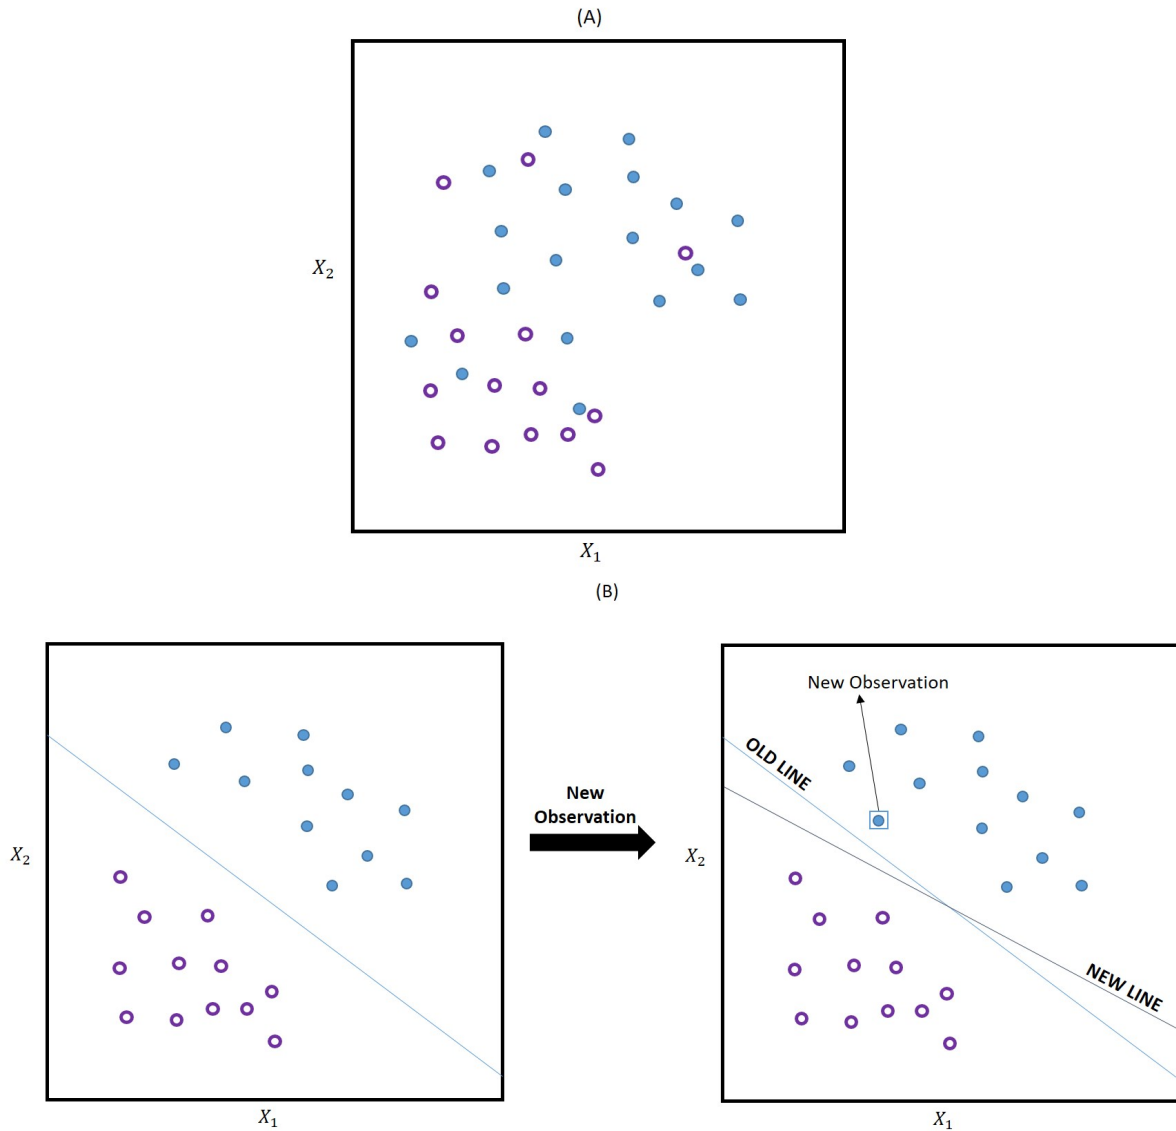 (A)
X₂
X₁
(B)
X₂
X₁
New
Observation
New Observation
OLD LINE
NEW LINE
X₂
X₁